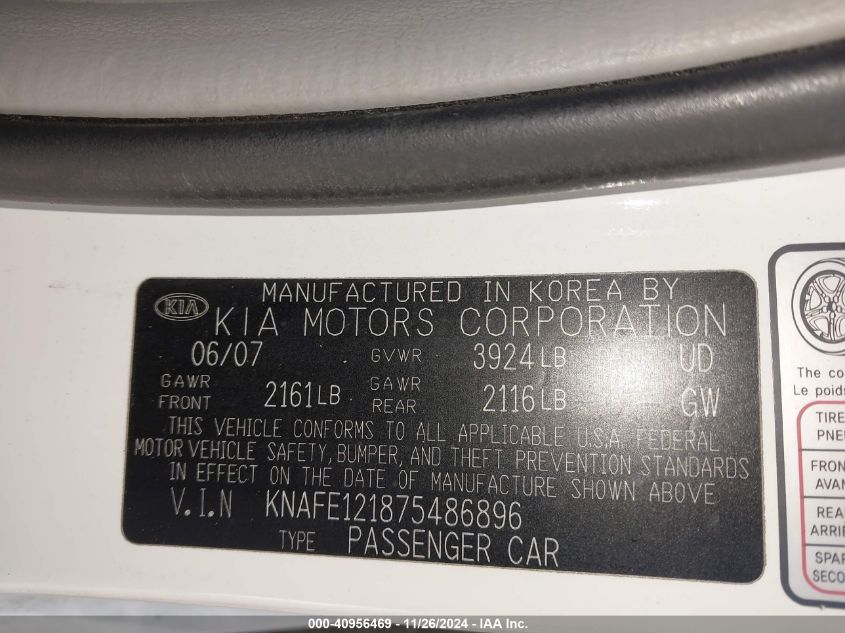 MANUFACTURED IN KOREA BY
KIA
KIA MOTORS CORPORATION
06/07 GVWR 3924 LB UD
GAWR FRONT 2161 LB GAWR REAR 2116 LB GW
THIS VEHICLE CONFORMS TO ALL APPLICABLE U.S.A. FEDERAL
MOTOR VEHICLE SAFETY, BUMPER, AND THEFT PREVENTION STANDARDS
IN EFFECT ON THE DATE OF MANUFACTURE SHOWN ABOVE
V.I.N KNAFE121875486896
TYPE PASSENGER CAR
The co
Le poids
TIRE
PNEU
FRON
AVAN
REA
ARRIÈ
SPAR
SECO
000-40956469 - 11/26/2024 - IAA Inc.